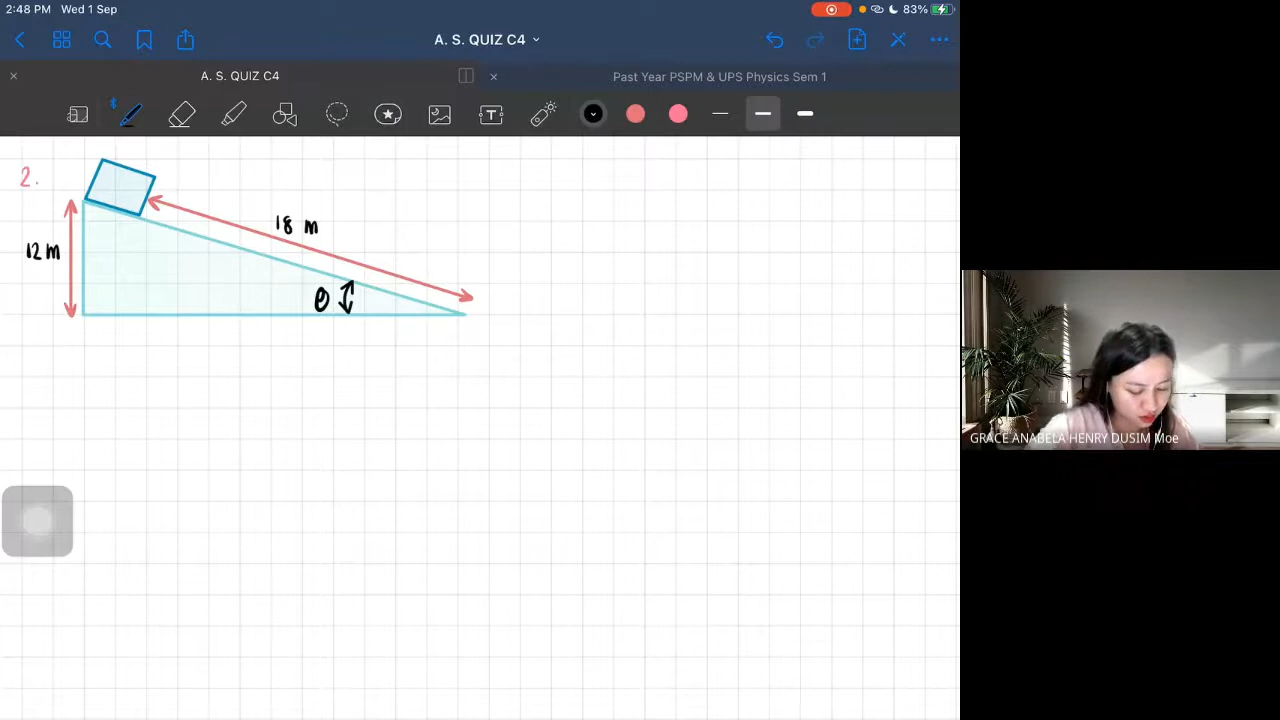 2:48 PM Wed 1 Sep
83%
A. S. QUIZ C4
A. S. QUIZ C4
Past Year PSPM & UPS Physics Sem 1
T
2.
18 m
12 m
θ
GRACE ANABELA HENRY DUSIM Moe